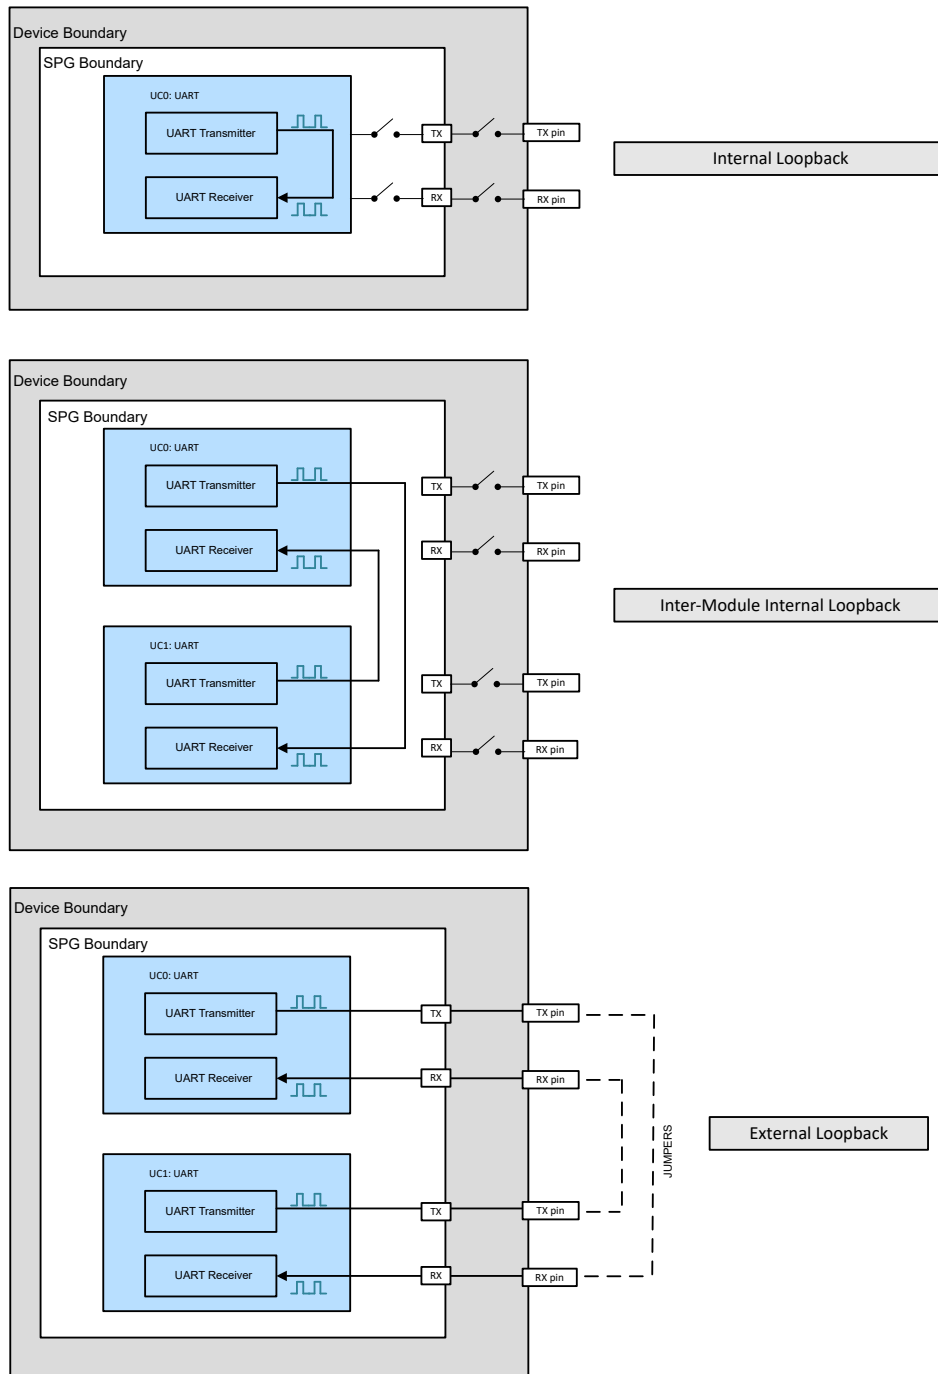 Device Boundary
SPG Boundary
UC0: UART
UART Transmitter
TX
TX pin
Internal Loopback
UART Receiver
RX
RX pin
Device Boundary
SPG Boundary
UC0: UART
UART Transmitter
TX
TX pin
UART Receiver
RX
RX pin
Inter-Module Internal Loopback
UC1: UART
UART Transmitter
TX
TX pin
UART Receiver
RX
RX pin
Device Boundary
SPG Boundary
UC0: UART
UART Transmitter
TX
TX pin
UART Receiver
RX
RX pin
JUMPERS
External Loopback
UC1: UART
UART Transmitter
TX
TX pin
UART Receiver
RX
RX pin